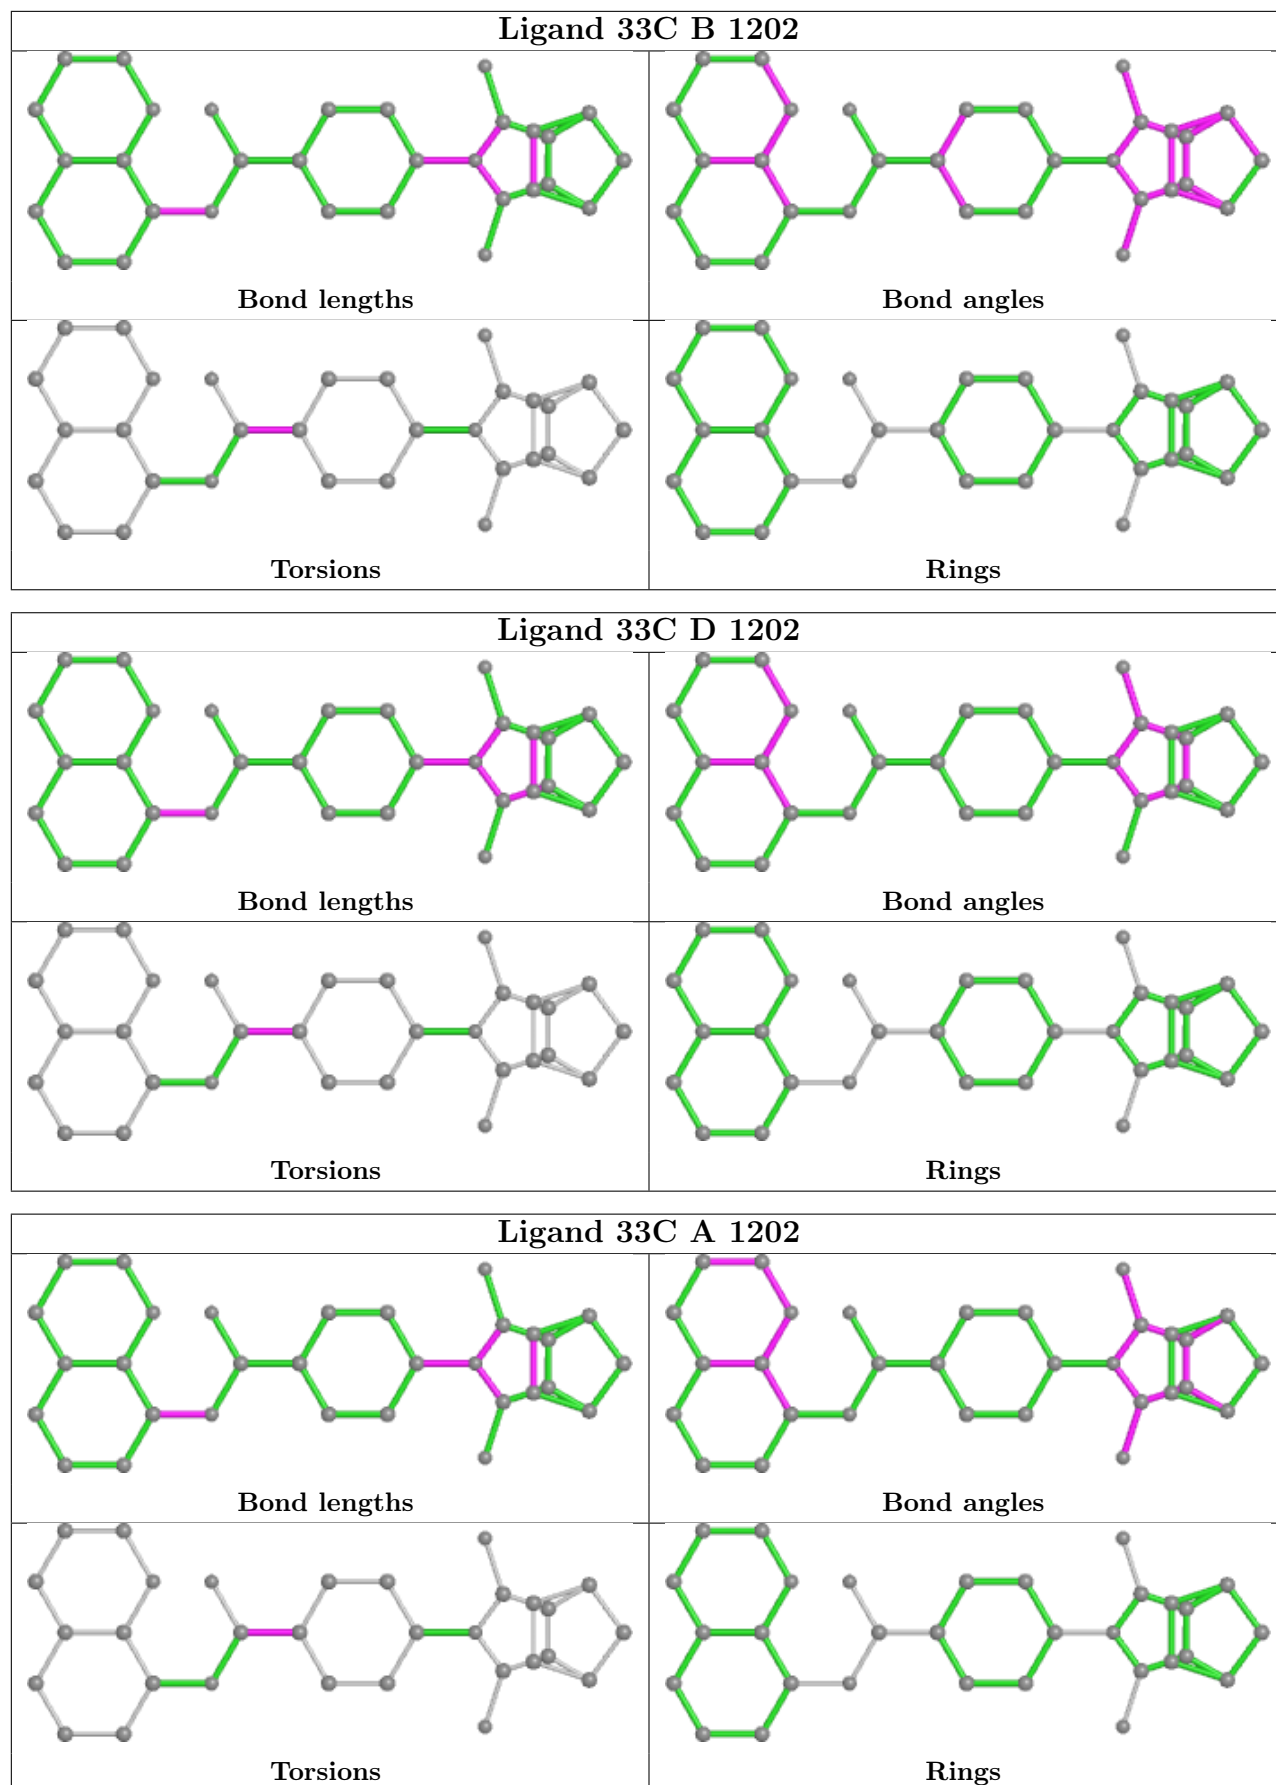 Ligand 33C B 1202
Bond lengths
Bond angles
Torsions
Rings
Ligand 33C D 1202
Bond lengths
Bond angles
Torsions
Rings
Ligand 33C A 1202
Bond lengths
Bond angles
Torsions
Rings